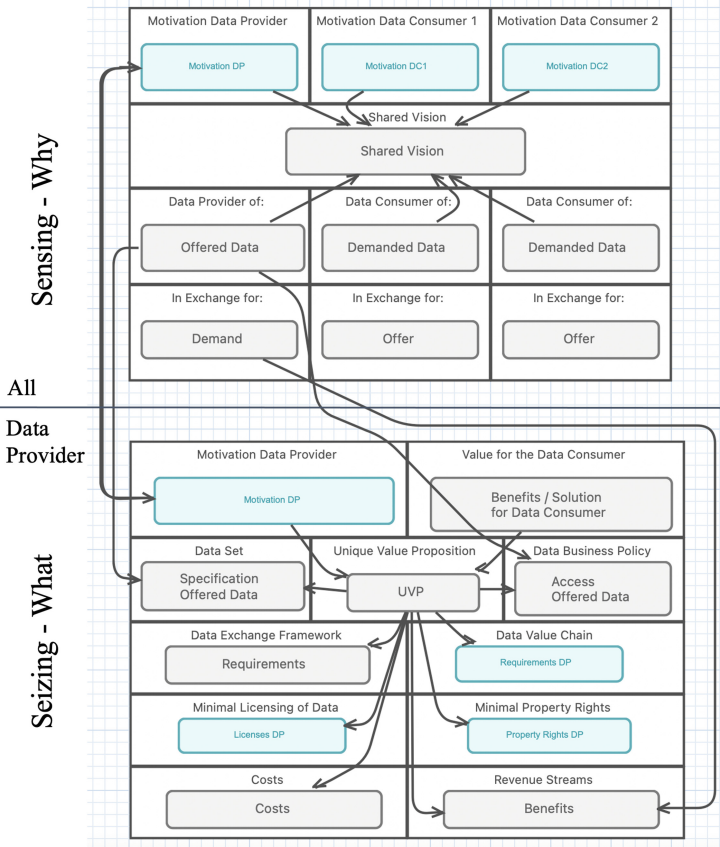 Motivation Data Provider
Motivation Data Consumer 1
Motivation Data Consumer 2
Motivation DP
Motivation DC1
Motivation DC2
Shared Vision
Shared Vision
Data Provider of:
Data Consumer of:
Data Consumer of:
Offered Data
Demanded Data
Demanded Data
In Exchange for:
In Exchange for:
In Exchange for:
Demand
Offer
Offer
Sensing - Why
All
Data
Provider
Motivation Data Provider
Value for the Data Consumer
Motivation DP
Benefits / Solution
for Data Consumer
Data Set
Unique Value Proposition
Data Business Policy
Specification
Offered Data
UVP
Access
Offered Data
Data Exchange Framework
Data Value Chain
Requirements
Requirements DP
Minimal Licensing of Data
Minimal Property Rights
Licenses DP
Property Rights DP
Costs
Revenue Streams
Costs
Benefits
Seizing - What